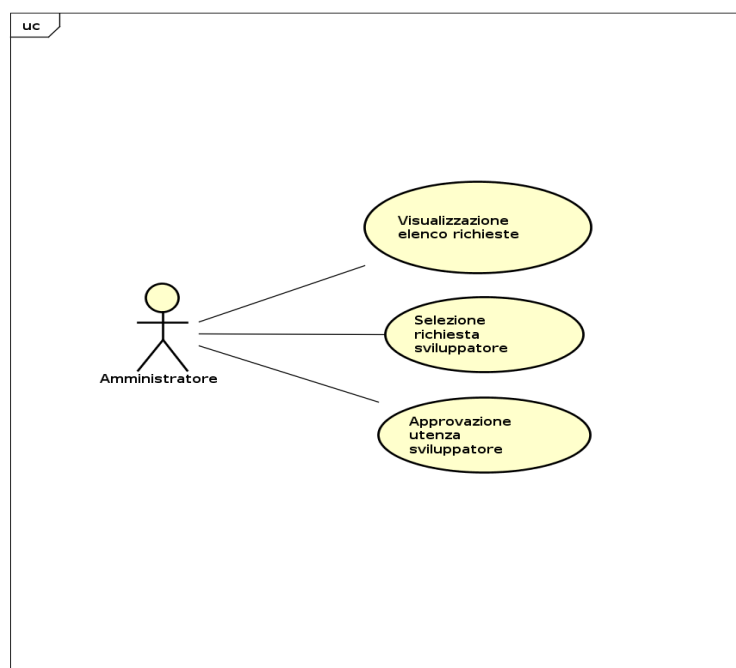 uc
Visualizzazione
elenco richieste
Selezione
richiesta
sviluppatore
Amministratore
Approvazione
utenza
sviluppatore